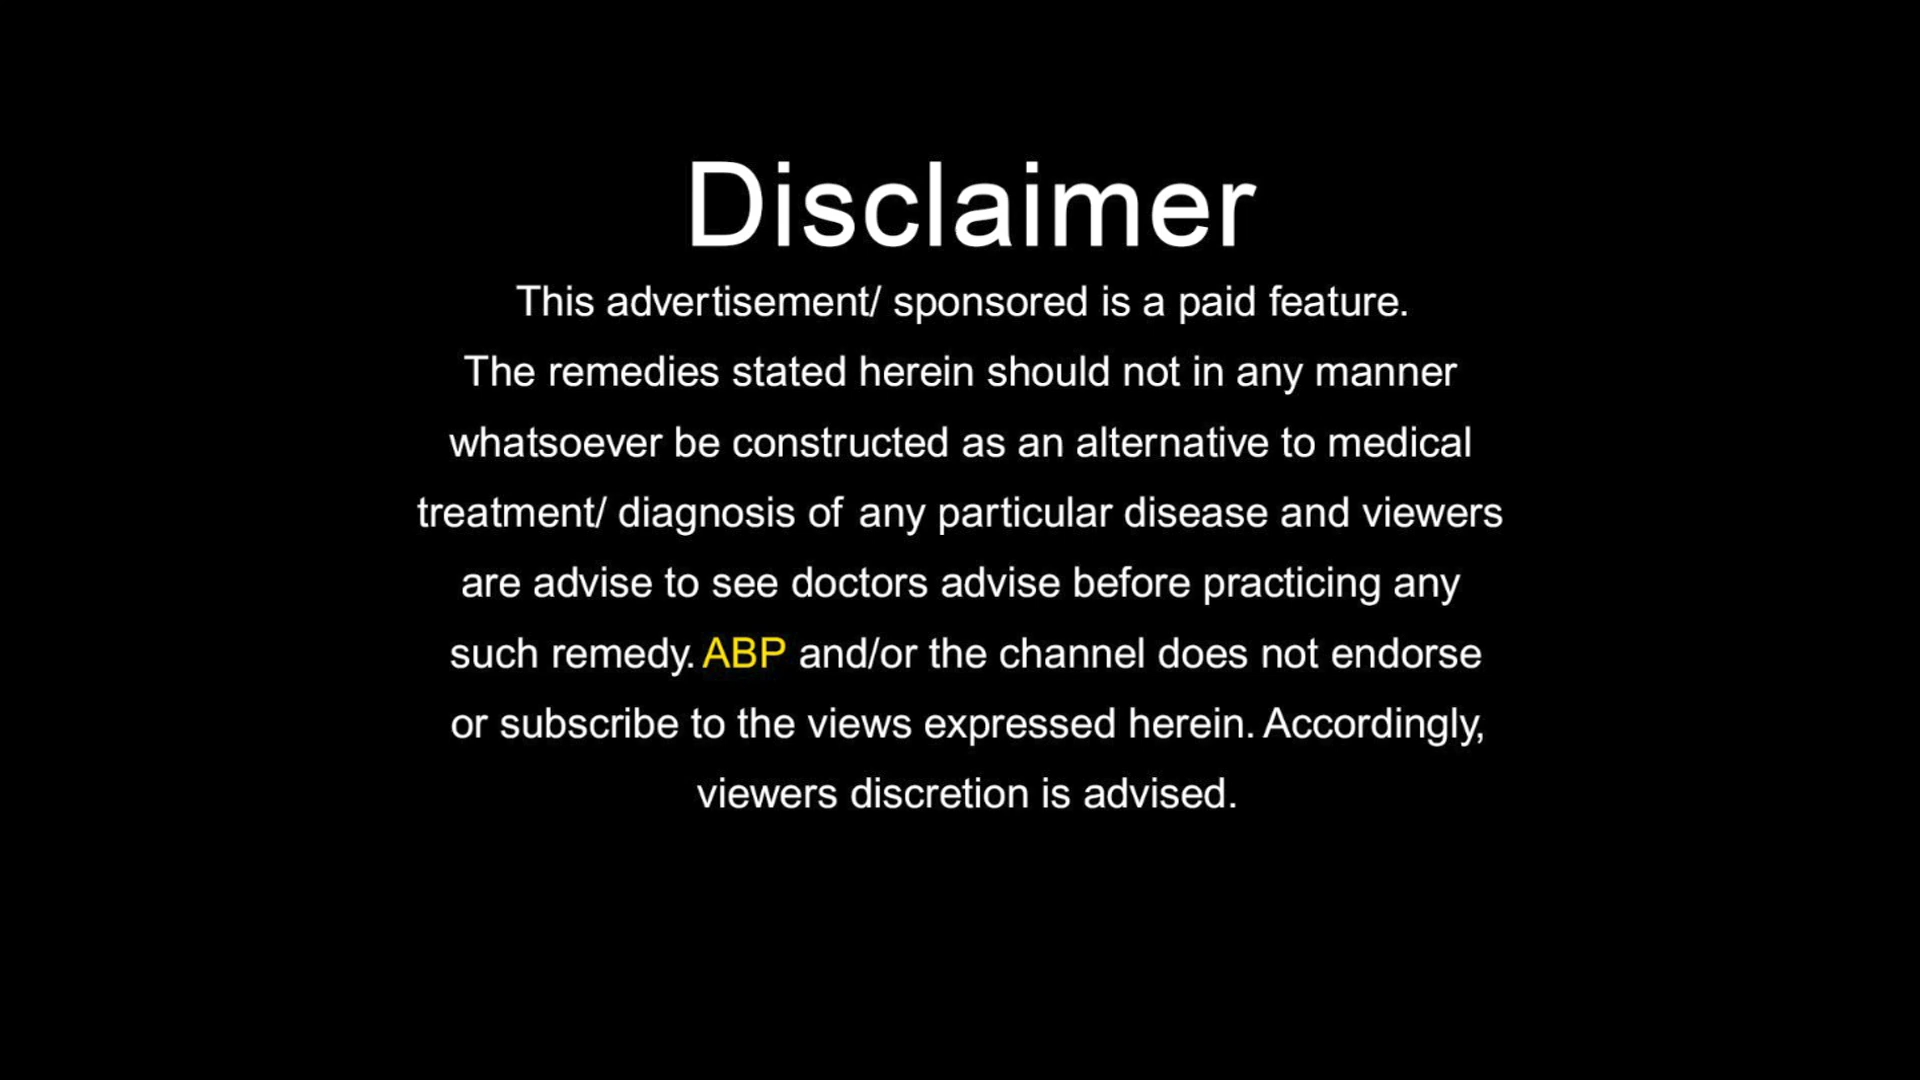 Disclaimer
This advertisement/ sponsored is a paid feature.
The remedies stated herein should not in any manner
whatsoever be constructed as an alternative to medical
treatment/ diagnosis of any particular disease and viewers
are advise to see doctors advise before practicing any
such remedy. ABP and/or the channel does not endorse
or subscribe to the views expressed herein. Accordingly,
viewers discretion is advised.